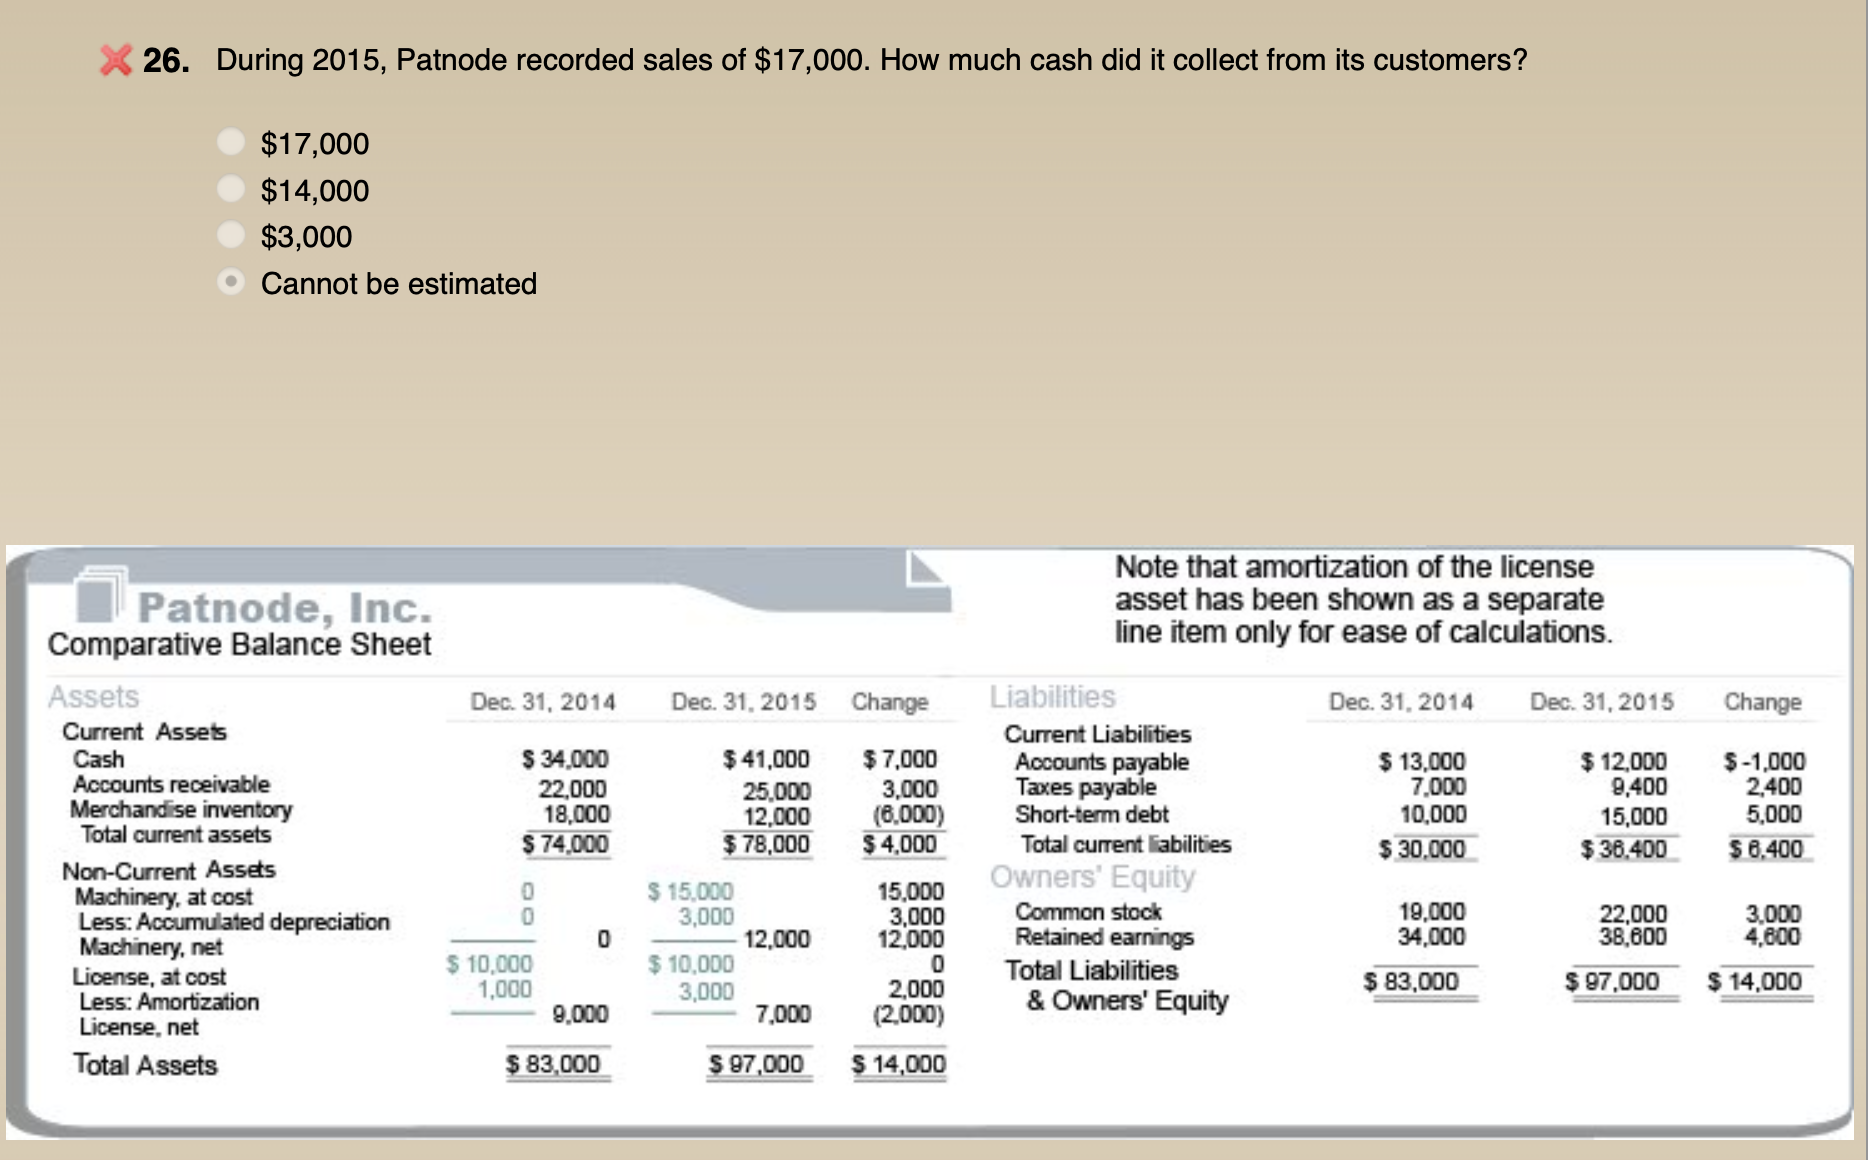 26. During 2015, Patnode recorded sales of $17,000. How much cash did it collect from its customers?
$17,000
$14,000
$3,000
Cannot be estimated
Patnode, Inc.
Comparative Balance Sheet
Note that amortization of the license
asset has been shown as a separate
line item only for ease of calculations.
Assets Dec. 31, 2014 Dec. 31, 2015 Change
Current Assets
Cash $ 34,000 $ 41,000 $ 7,000
Accounts receivable 22,000 25,000 3,000
Merchandise inventory 18,000 12,000 (6,000)
Total current assets $ 74,000 $ 78,000 $ 4,000
Non-Current Assets
Machinery, at cost 0 $ 15,000 15,000
Less: Accumulated depreciation 0 3,000 3,000
Machinery, net 0 12,000 12,000
License, at cost $ 10,000 $ 10,000 0
Less: Amortization 1,000 3,000 2,000
License, net 9,000 7,000 (2,000)
Total Assets $ 83,000 $ 97,000 $ 14,000
Liabilities Dec. 31, 2014 Dec. 31, 2015 Change
Current Liabilities
Accounts payable $ 13,000 $ 12,000 $ -1,000
Taxes payable 7,000 9,400 2,400
Short-term debt 10,000 15,000 5,000
Total current liabilities $ 30,000 $ 36,400 $ 6,400
Owners' Equity
Common stock 19,000 22,000 3,000
Retained earnings 34,000 38,600 4,600
Total Liabilities
& Owners' Equity $ 83,000 $ 97,000 $ 14,000